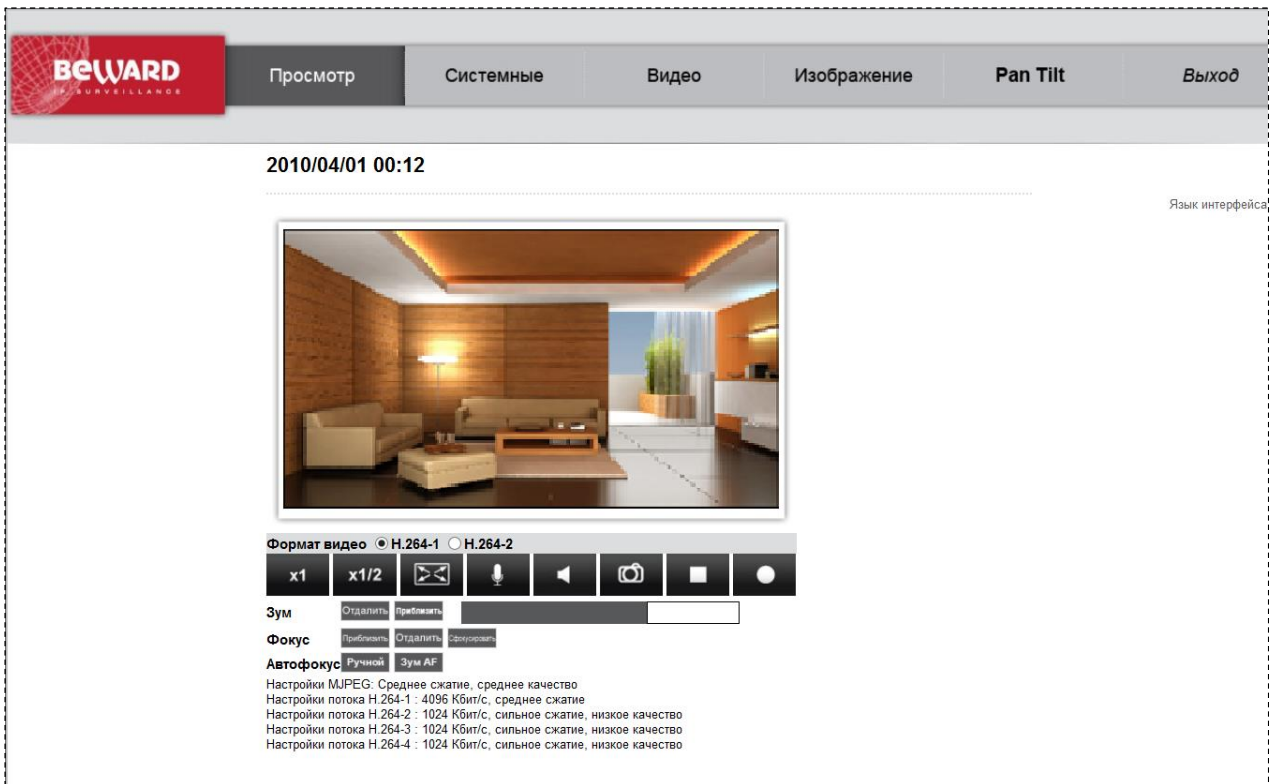 BEWARD
IP SURVEILLANCE
Просмотр Системные Видео Изображение Pan Tilt Выход
2010/04/01 00:12
Язык интерфейса
Формат видео H.264-1 H.264-2
x1 x1/2
Зум Отдалить Приблизить
Фокус Приблизить Отдалить Сфокусировать
Автофокус Ручной Зум AF
Настройки MJPEG: Среднее сжатие, среднее качество
Настройки потока H.264-1 : 4096 Кбит/с, среднее сжатие
Настройки потока H.264-2 : 1024 Кбит/с, сильное сжатие, низкое качество
Настройки потока H.264-3 : 1024 Кбит/с, сильное сжатие, низкое качество
Настройки потока H.264-4 : 1024 Кбит/с, сильное сжатие, низкое качество